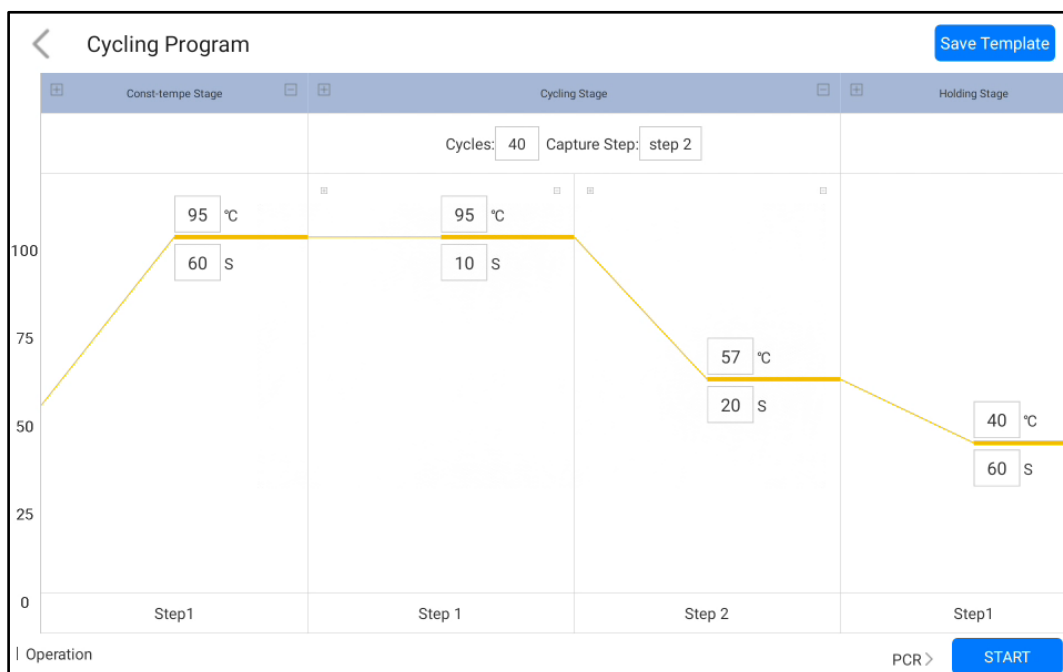 Cycling Program
Save Template
Const-tempe Stage
Cycling Stage
Holding Stage
Cycles: 40 Capture Step: step 2
95 ℃
60 S
95 ℃
10 S
57 ℃
20 S
40 ℃
60 S
100
75
50
25
0
Step1
Step 1
Step 2
Step1
| Operation
PCR >
START